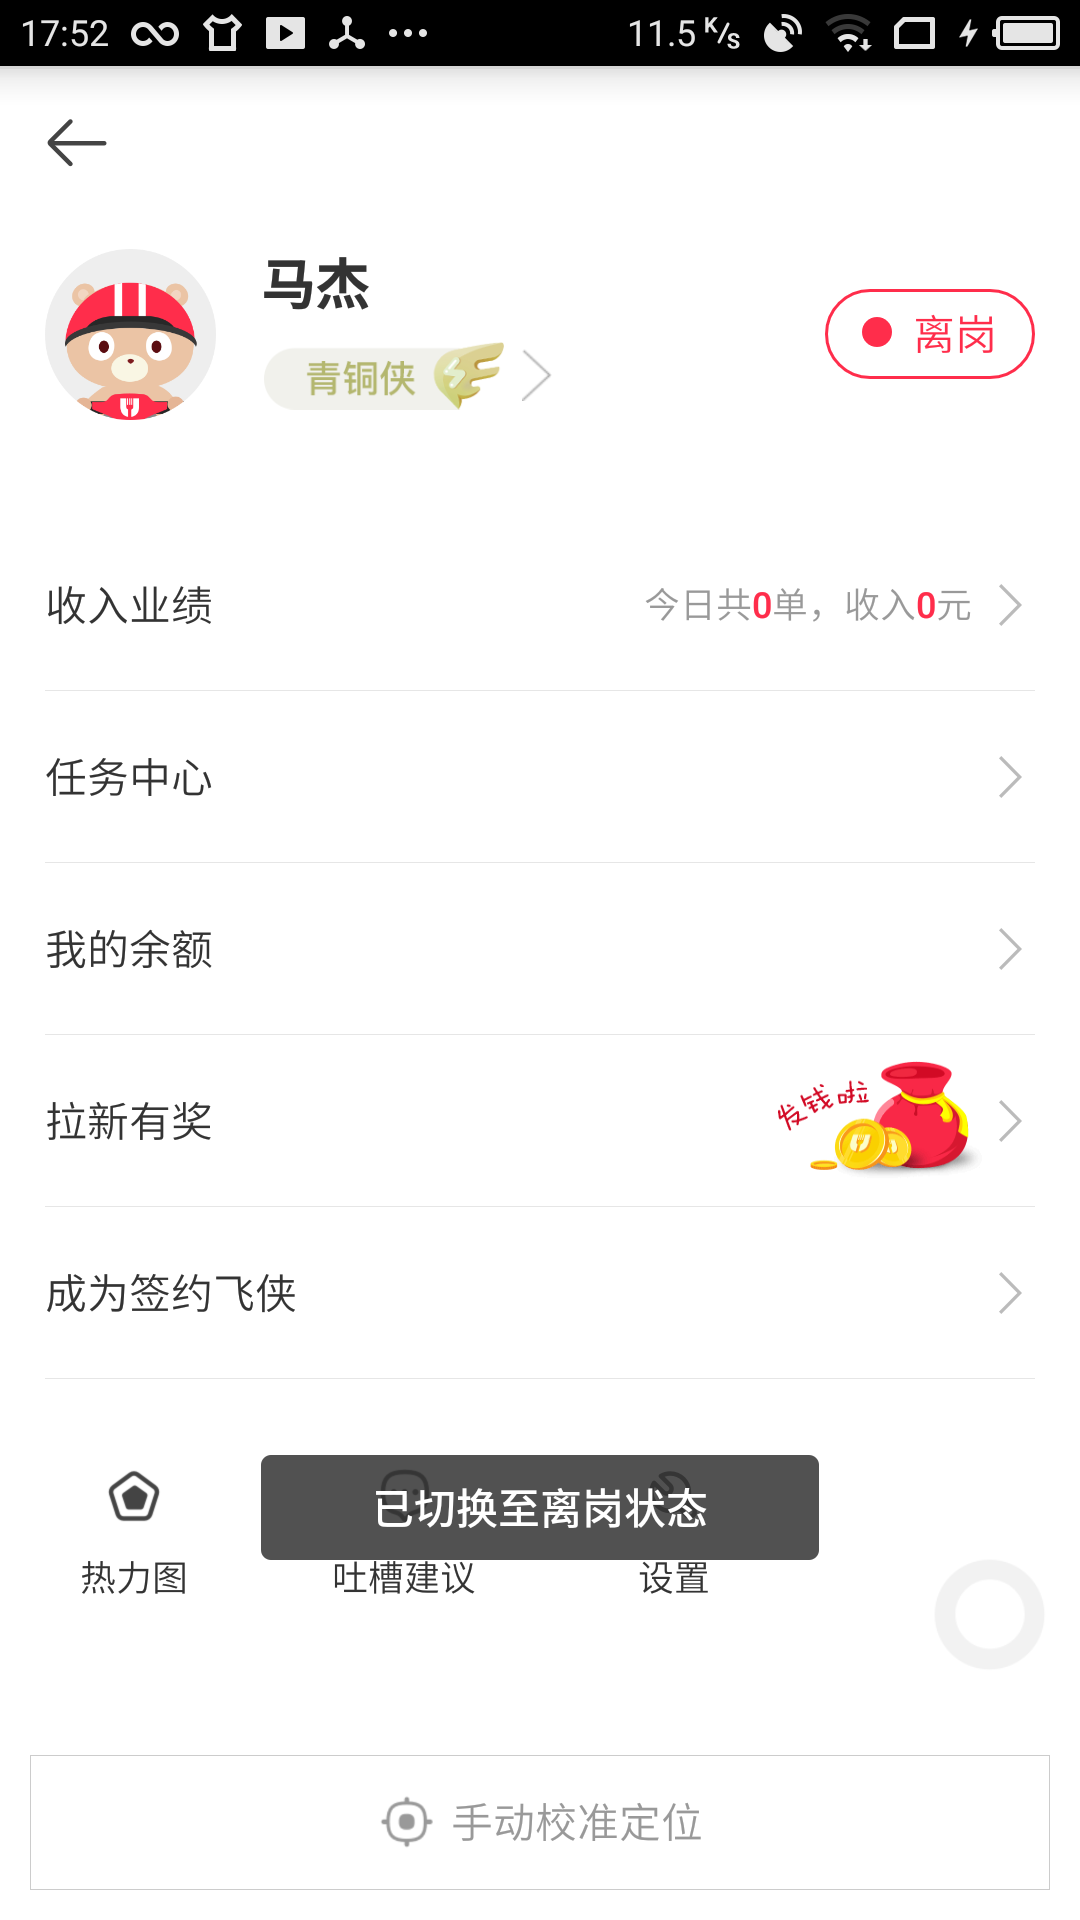 17:52 11.5 K/s
马杰
离岗
青铜侠
收入业绩 今日共0单，收入0元
任务中心
我的余额
拉新有奖 发钱啦
成为签约飞侠
已切换至离岗状态
热力图 吐槽建议 设置
手动校准定位